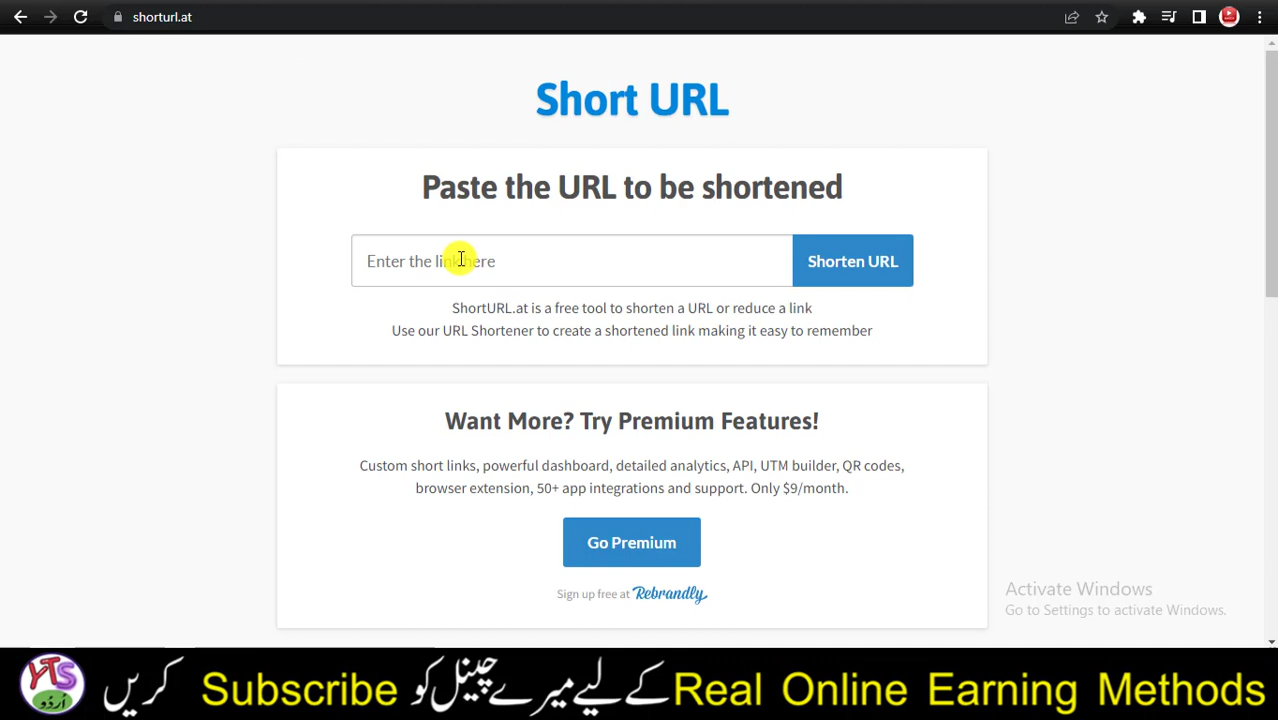 shorturl.at
Short URL
Paste the URL to be shortened
Enter the link here
Shorten URL
ShortURL.at is a free tool to shorten a URL or reduce a link
Use our URL Shortener to create a shortened link making it easy to remember
Want More? Try Premium Features!
Custom short links, powerful dashboard, detailed analytics, API, UTM builder, QR codes,
browser extension, 50+ app integrations and support. Only $9/month.
Go Premium
Sign up free at Rebrandly
Activate Windows
Go to Settings to activate Windows.
YTS اُردُو
Real Online Earning Methods کے لیے میرے چینل کو Subscribe کریں